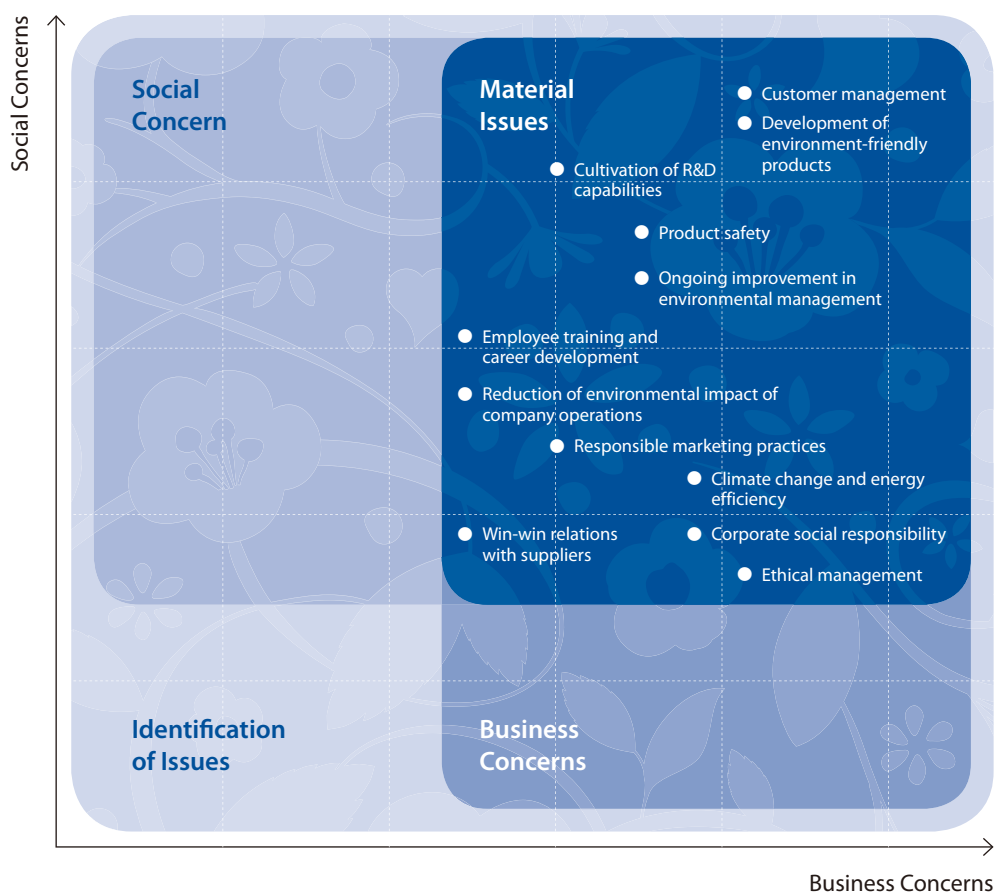 Social Concerns
Social
Concern
Material
Issues
Customer management
Development of
environment-friendly
products
Cultivation of R&D
capabilities
Product safety
Ongoing improvement in
environmental management
Employee training and
career development
Reduction of environmental impact of
company operations
Responsible marketing practices
Climate change and energy
efficiency
Win-win relations
with suppliers
Corporate social responsibility
Ethical management
Identification
of Issues
Business
Concerns
Business Concerns